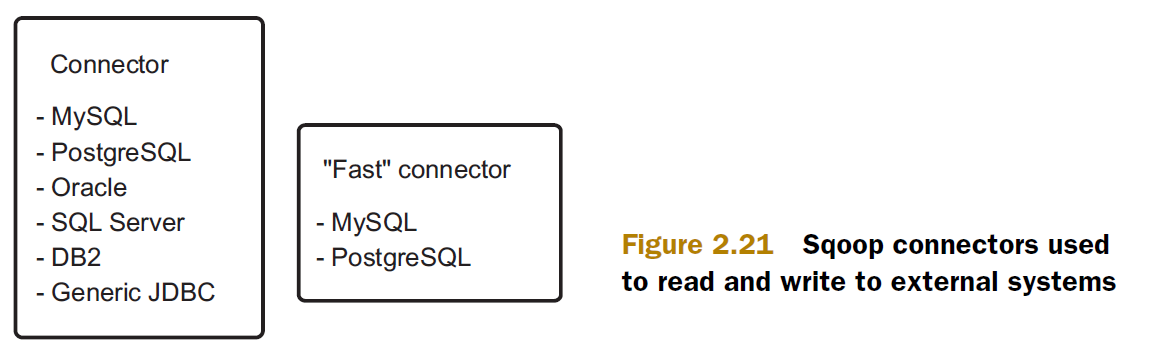 Connector
- MySQL
- PostgreSQL
- Oracle
- SQL Server
- DB2
- Generic JDBC
"Fast" connector
- MySQL
- PostgreSQL
Figure 2.21 Sqoop connectors used
to read and write to external systems